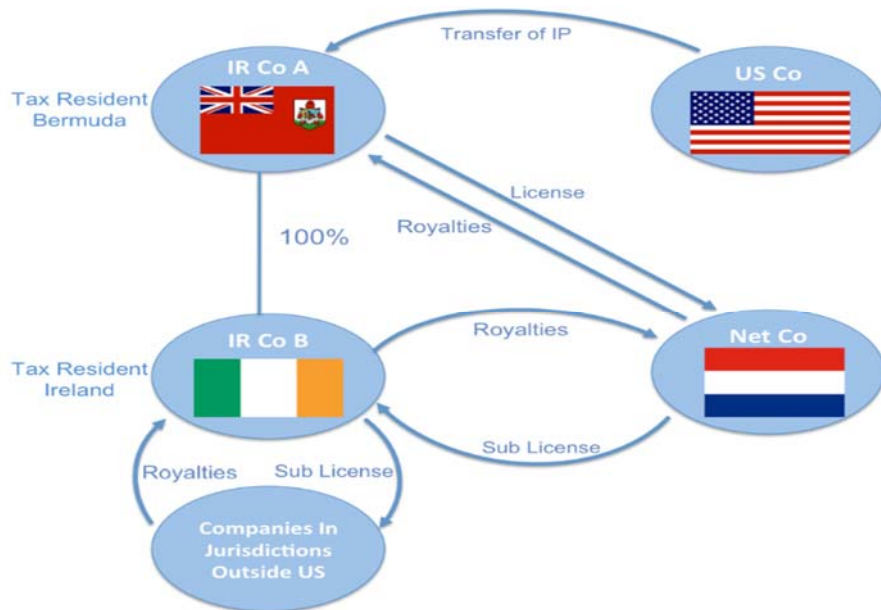 Transfer of IP
IR Co A
US Co
Tax Resident
Bermuda
License
Royalties
100%
IR Co B
Royalties
Net Co
Tax Resident
Ireland
Sub License
Royalties
Sub License
Companies In
Jurisdictions
Outside US